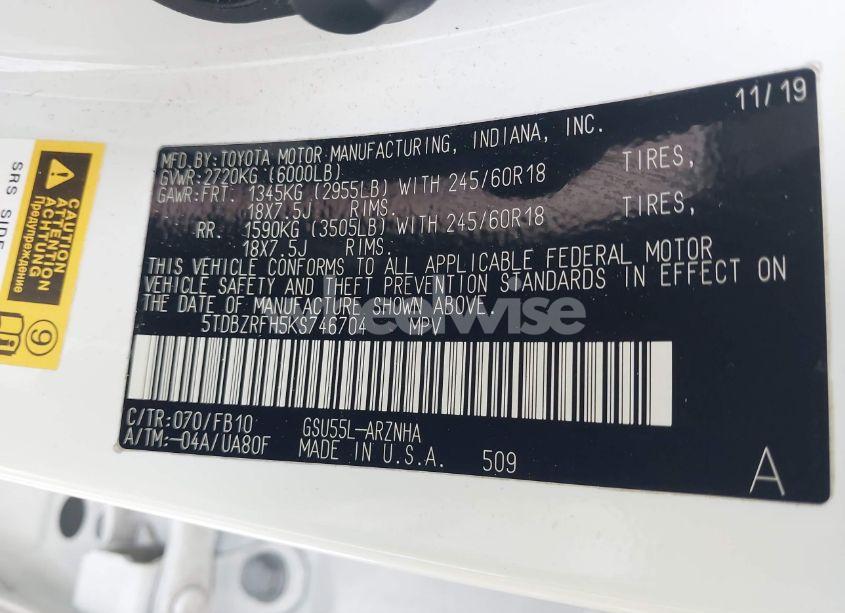 11/19
MFD. BY: TOYOTA MOTOR MANUFACTURING, INDIANA, INC.
GVWR: 2720KG (6000LB)
GAWR: FRT. 1345KG (2955LB) WITH 245/60R18 TIRES,
18X7.5J RIMS.
RR. 1590KG (3505LB) WITH 245/60R18 TIRES,
18X7.5J RIMS.
THIS VEHICLE CONFORMS TO ALL APPLICABLE FEDERAL MOTOR
VEHICLE SAFETY AND THEFT PREVENTION STANDARDS IN EFFECT ON
THE DATE OF MANUFACTURE SHOWN ABOVE.
5TDBZRFH5KS746704 MPV
C/TR: 070/FB10 GSU55L-ARZNHA
A/TM: -04A/UA80F MADE IN U.S.A. 509
A
SRS SIDE
CAUTION
ATTENTION
ACHTUNG
Предупреждение
9